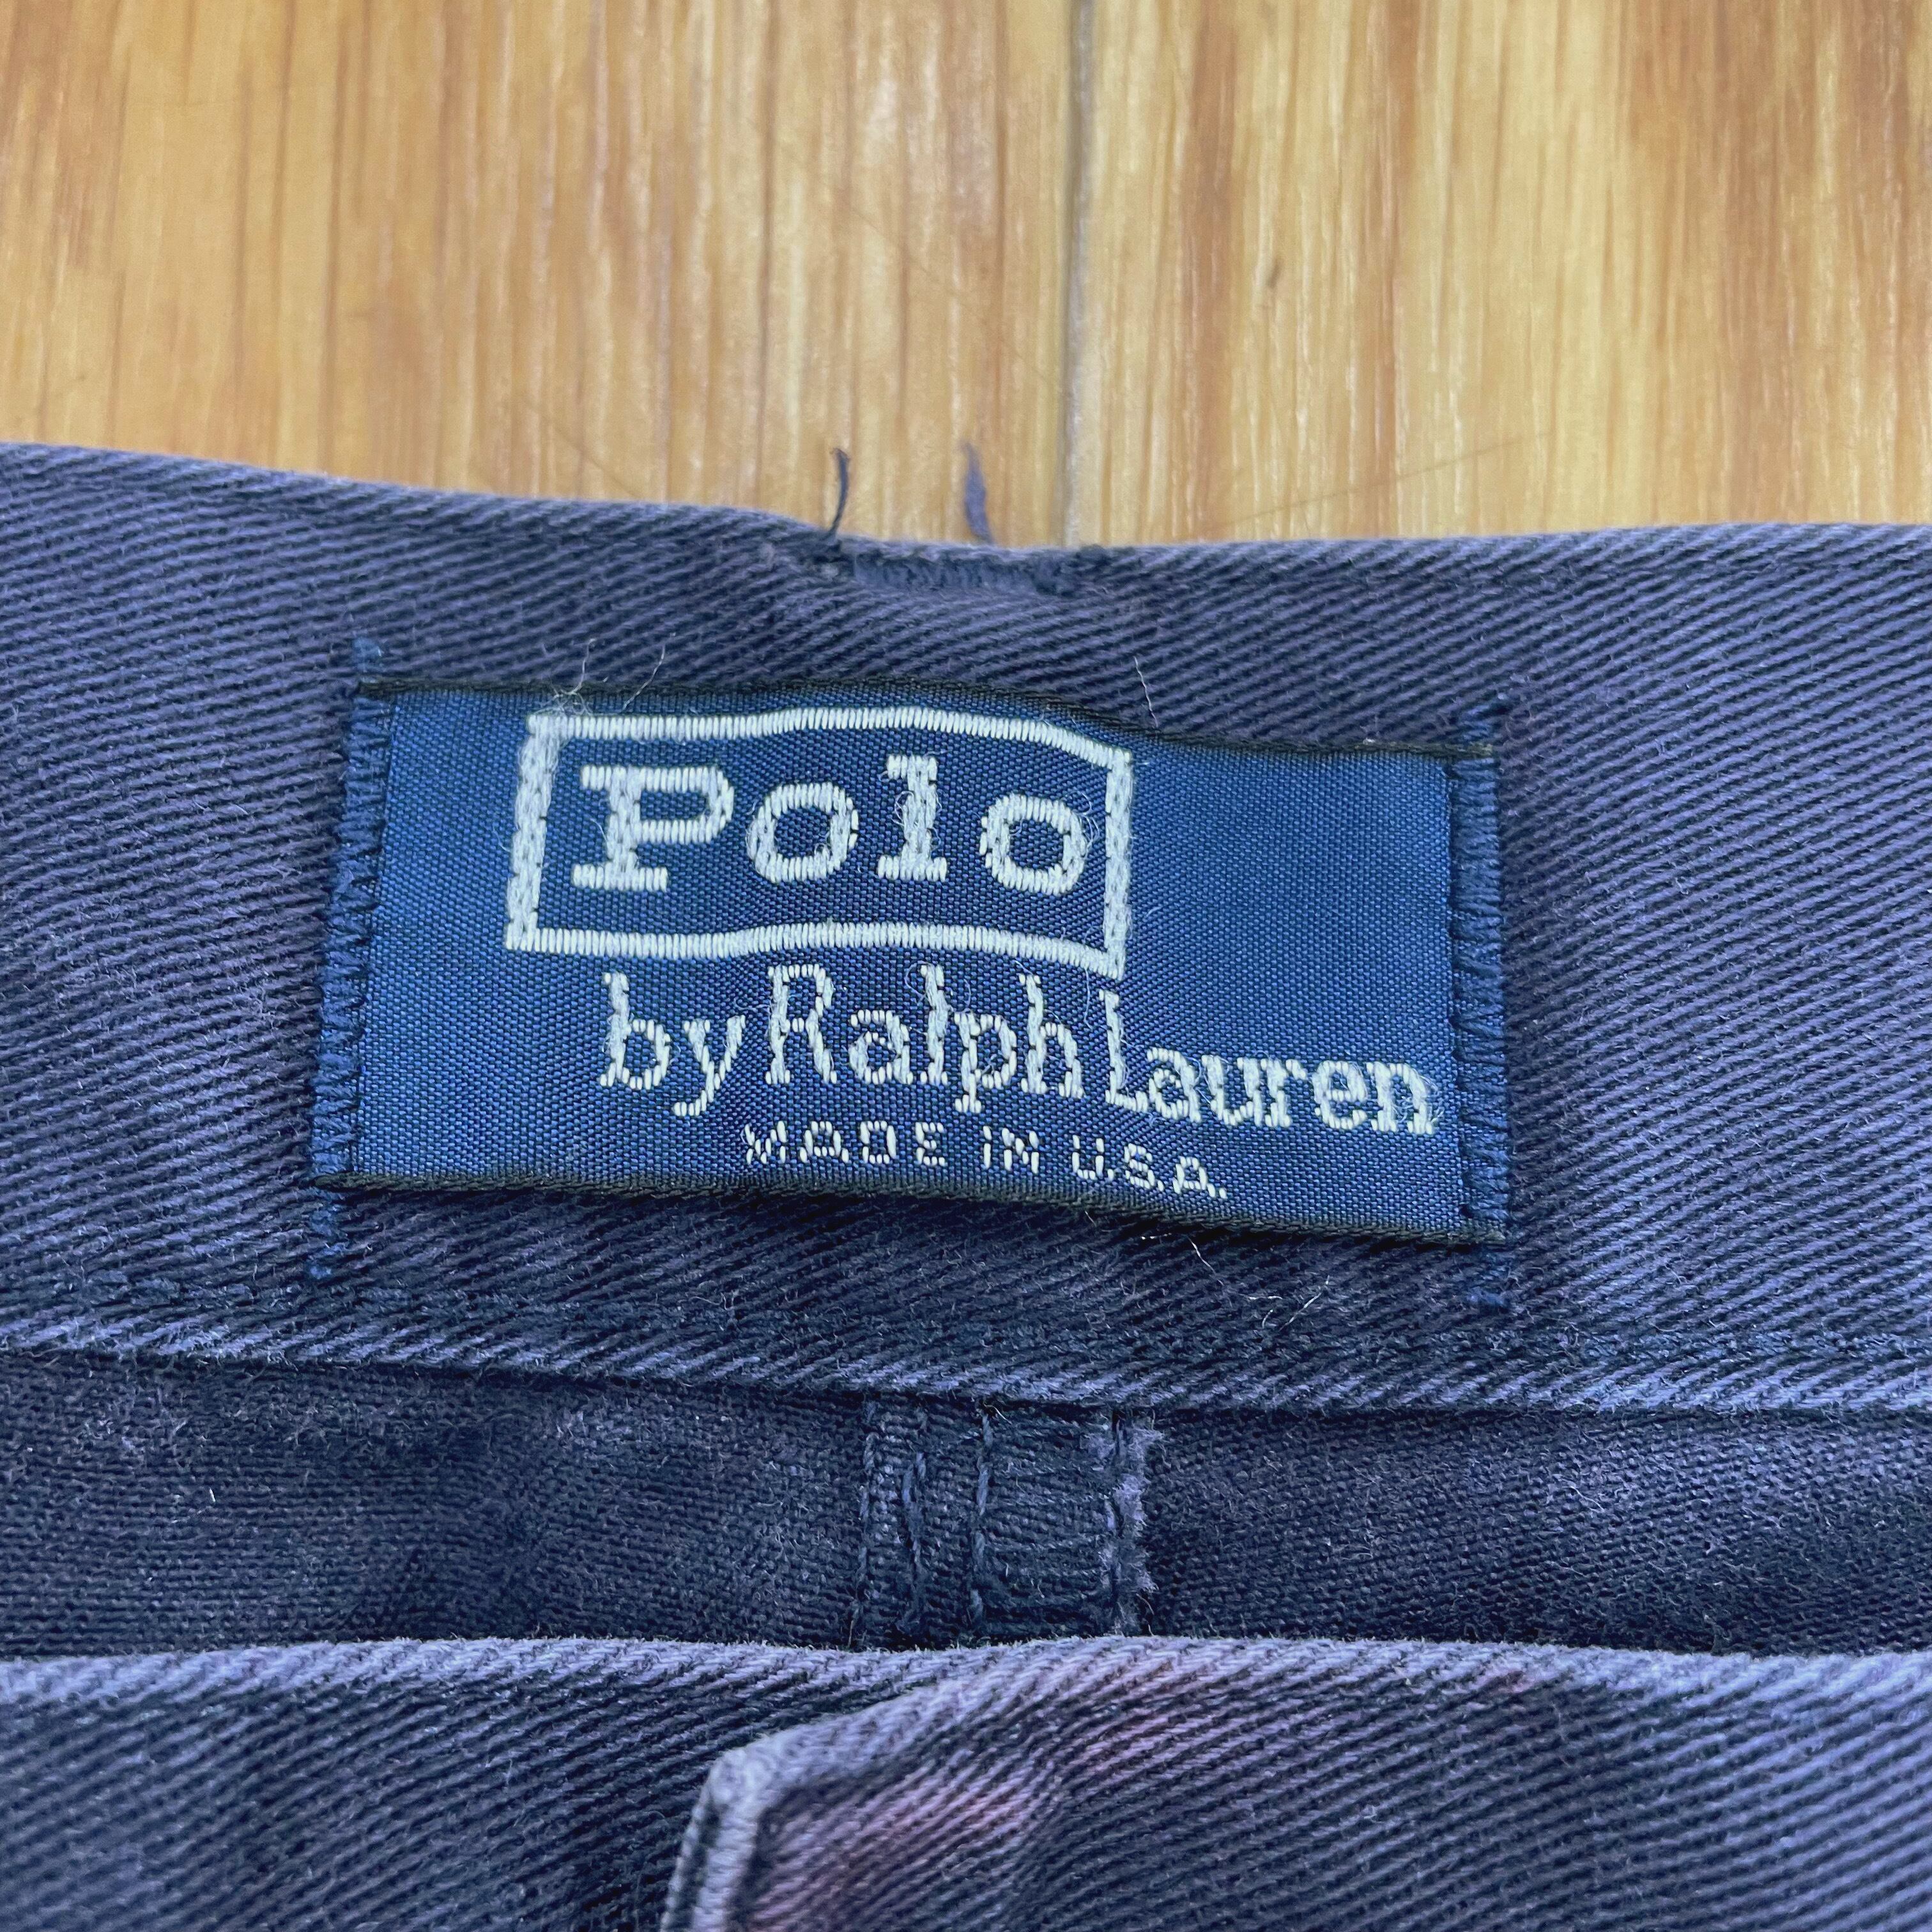 Polo
by Ralph Lauren
MADE IN U.S.A.